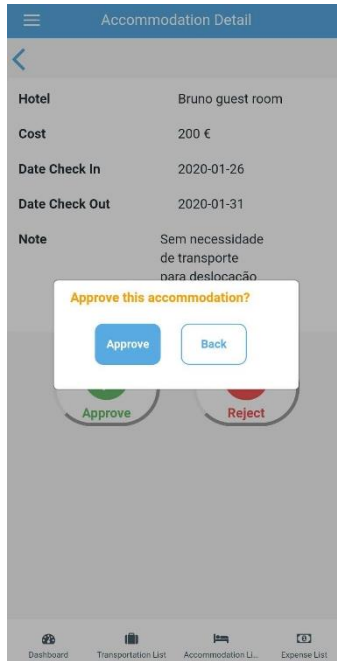 Accommodation Detail
Hotel Bruno guest room
Cost 200 €
Date Check In 2020-01-26
Date Check Out 2020-01-31
Note Sem necessidade
de transporte
para deslocação
Approve this accommodation?
Approve Back
Approve Reject
Dashboard Transportation List Accommodation Li... Expense List